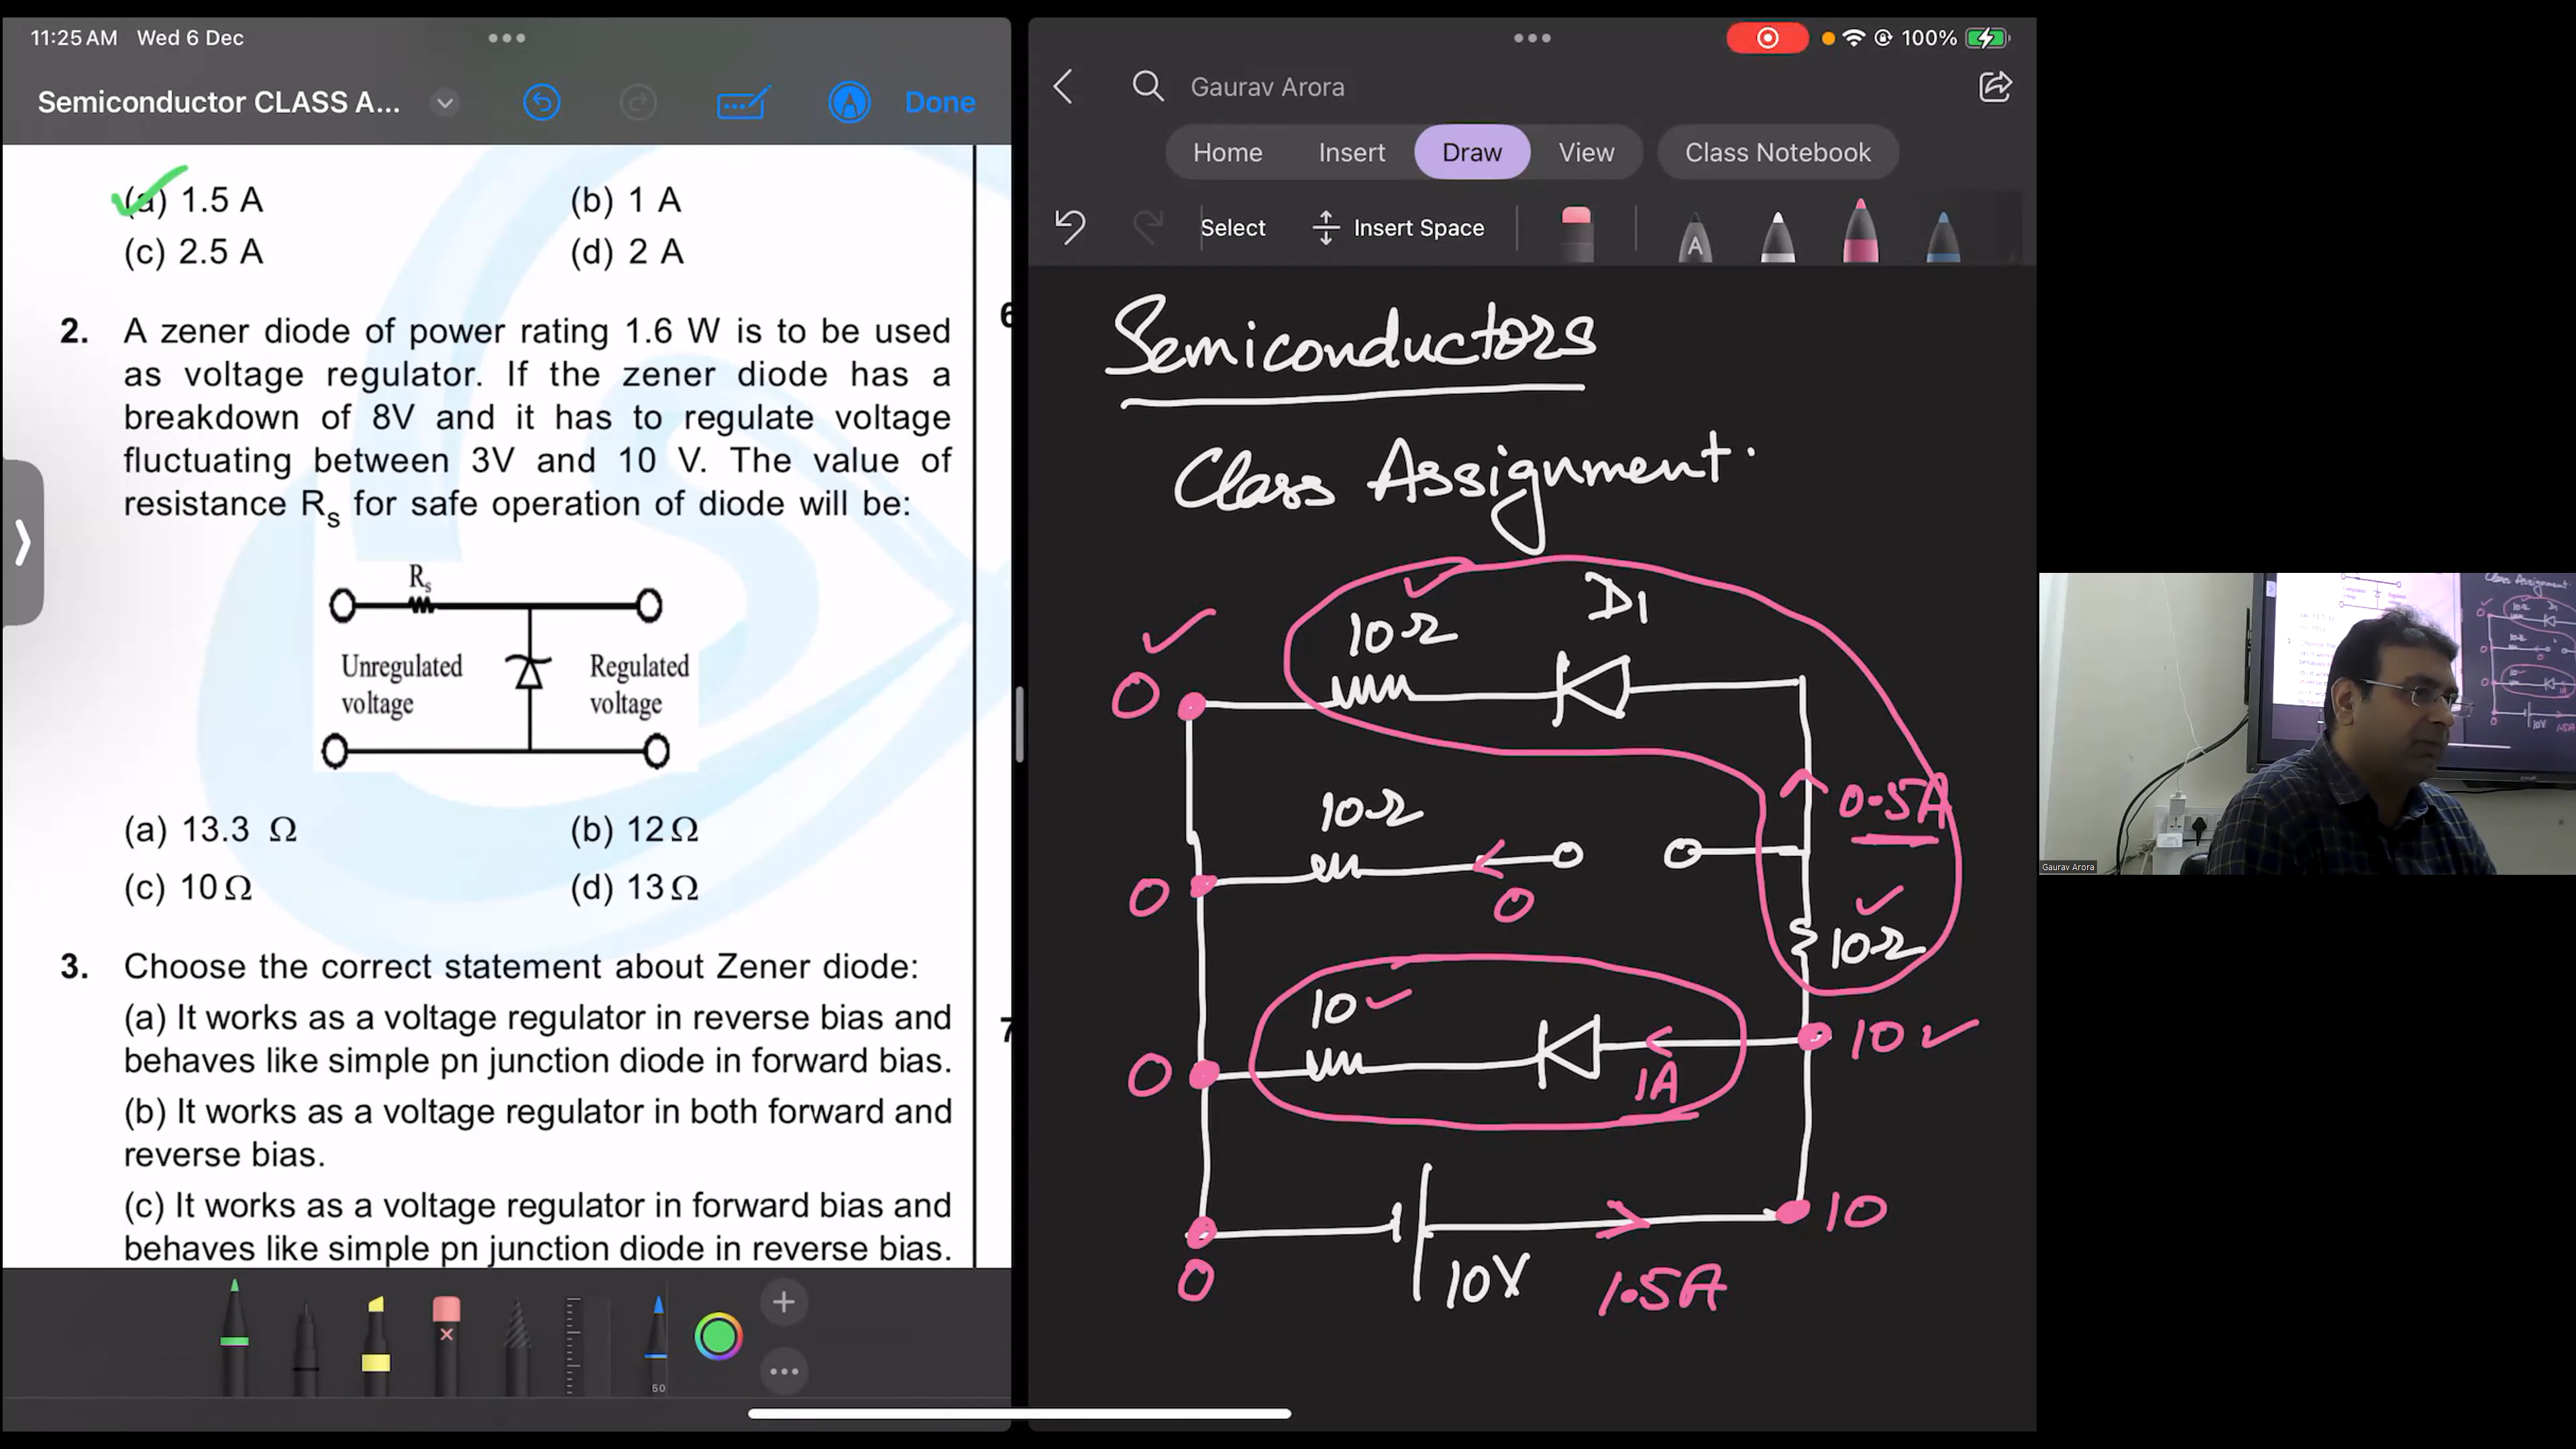 11:25 AM Wed 6 Dec
Semiconductor CLASS A...
Done
(a) 1.5 A
(b) 1 A
(c) 2.5 A
(d) 2 A
2. A zener diode of power rating 1.6 W is to be used
as voltage regulator. If the zener diode has a
breakdown of 8V and it has to regulate voltage
fluctuating between 3V and 10 V. The value of
resistance Rs for safe operation of diode will be:
Rs
Unregulated
voltage
Regulated
voltage
(a) 13.3 Ω
(b) 12 Ω
(c) 10 Ω
(d) 13 Ω
3. Choose the correct statement about Zener diode:
(a) It works as a voltage regulator in reverse bias and
behaves like simple pn junction diode in forward bias.
(b) It works as a voltage regulator in both forward and
reverse bias.
(c) It works as a voltage regulator in forward bias and
behaves like simple pn junction diode in reverse bias.
6
7
50
100%
Gaurav Arora
Home
Insert
Draw
View
Class Notebook
Select
Insert Space
A
Semiconductors
Class Assignment.
10Ω
D1
0
0.5A
10Ω
0
0
10Ω
10
0
1A
10
10
0
10V
1.5A
Gaurav Arora